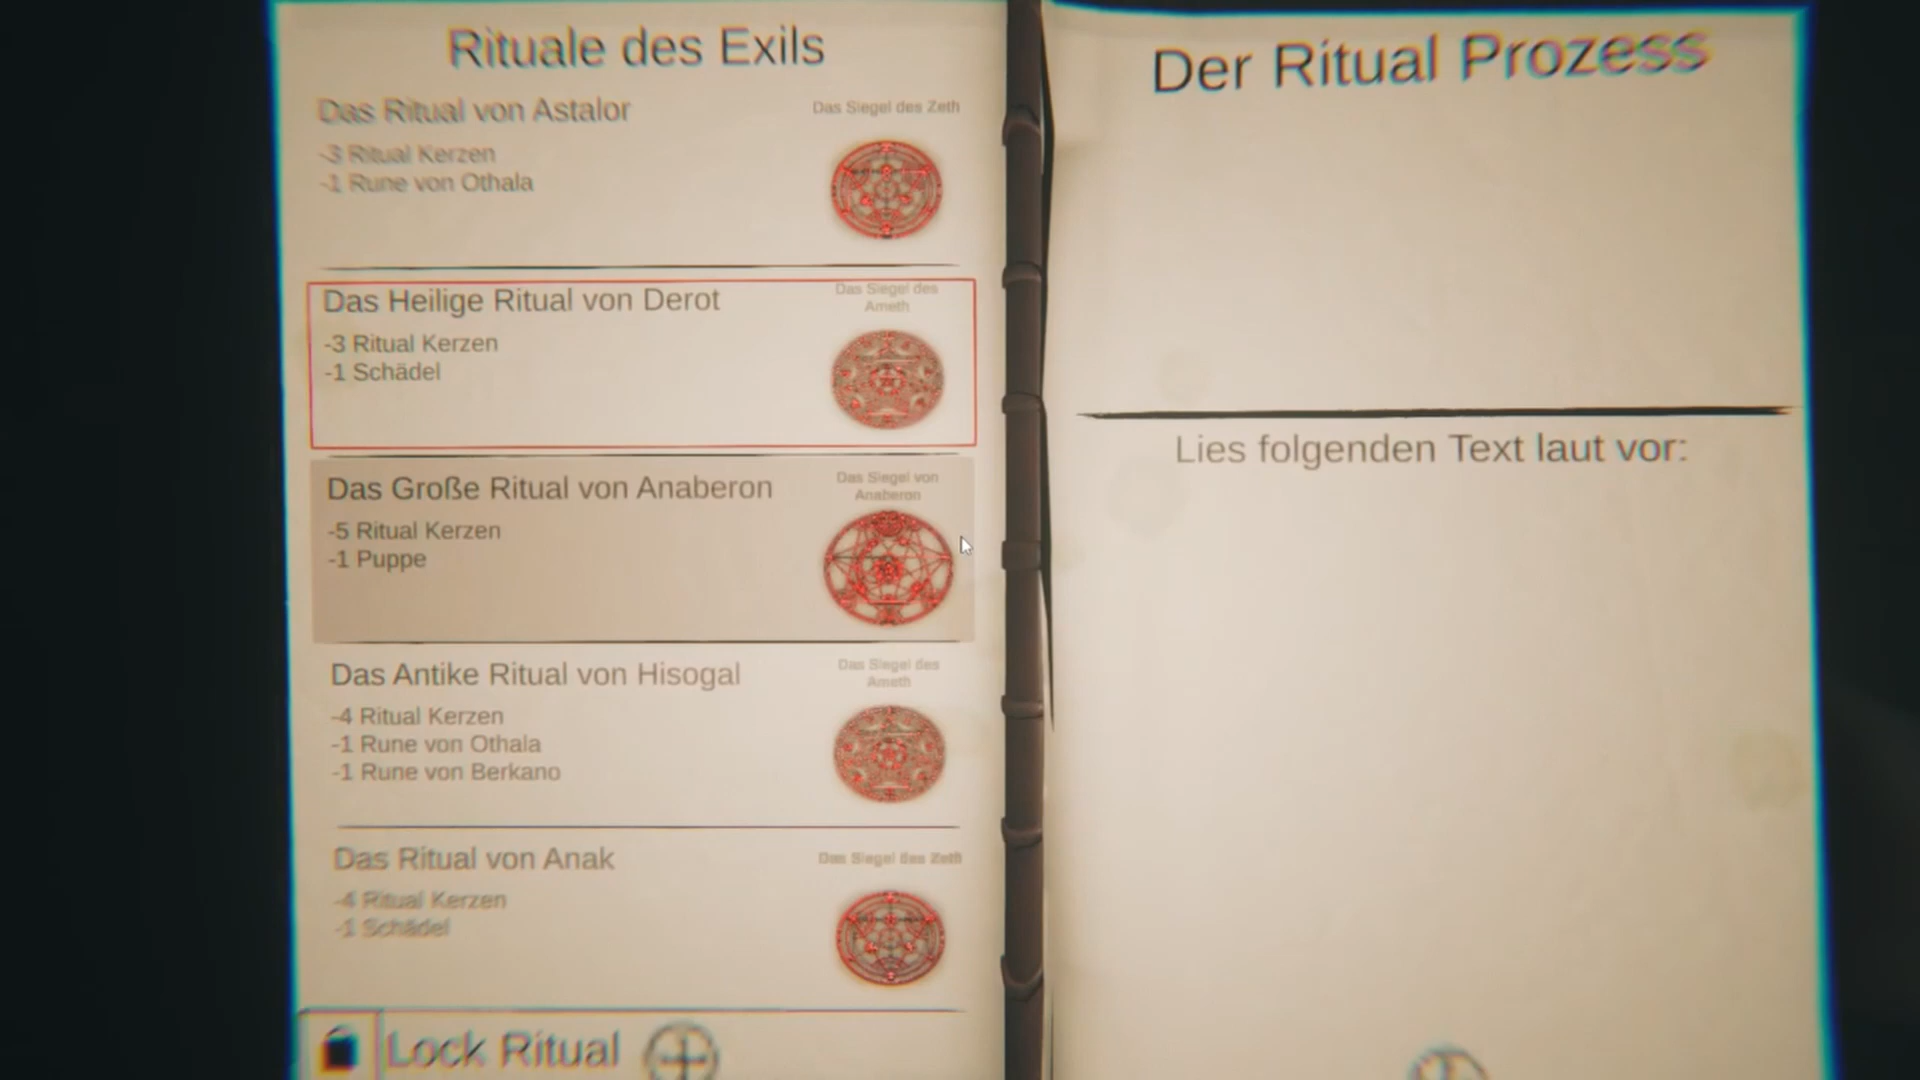 Rituale des Exils
Das Ritual von Astalor
Das Siegel des Zeth
-3 Ritual Kerzen
-1 Rune von Othala
Das Heilige Ritual von Derot
Das Siegel des
Ameth
-3 Ritual Kerzen
-1 Schädel
Das Große Ritual von Anaberon
Das Siegel von
Anaberon
-5 Ritual Kerzen
-1 Puppe
Das Antike Ritual von Hisogal
Das Siegel des
Ameth
-4 Ritual Kerzen
-1 Rune von Othala
-1 Rune von Berkano
Das Ritual von Anak
Das Siegel des Zeth
-4 Ritual Kerzen
-1 Schädel
Lock Ritual
Der Ritual Prozess
Lies folgenden Text laut vor: